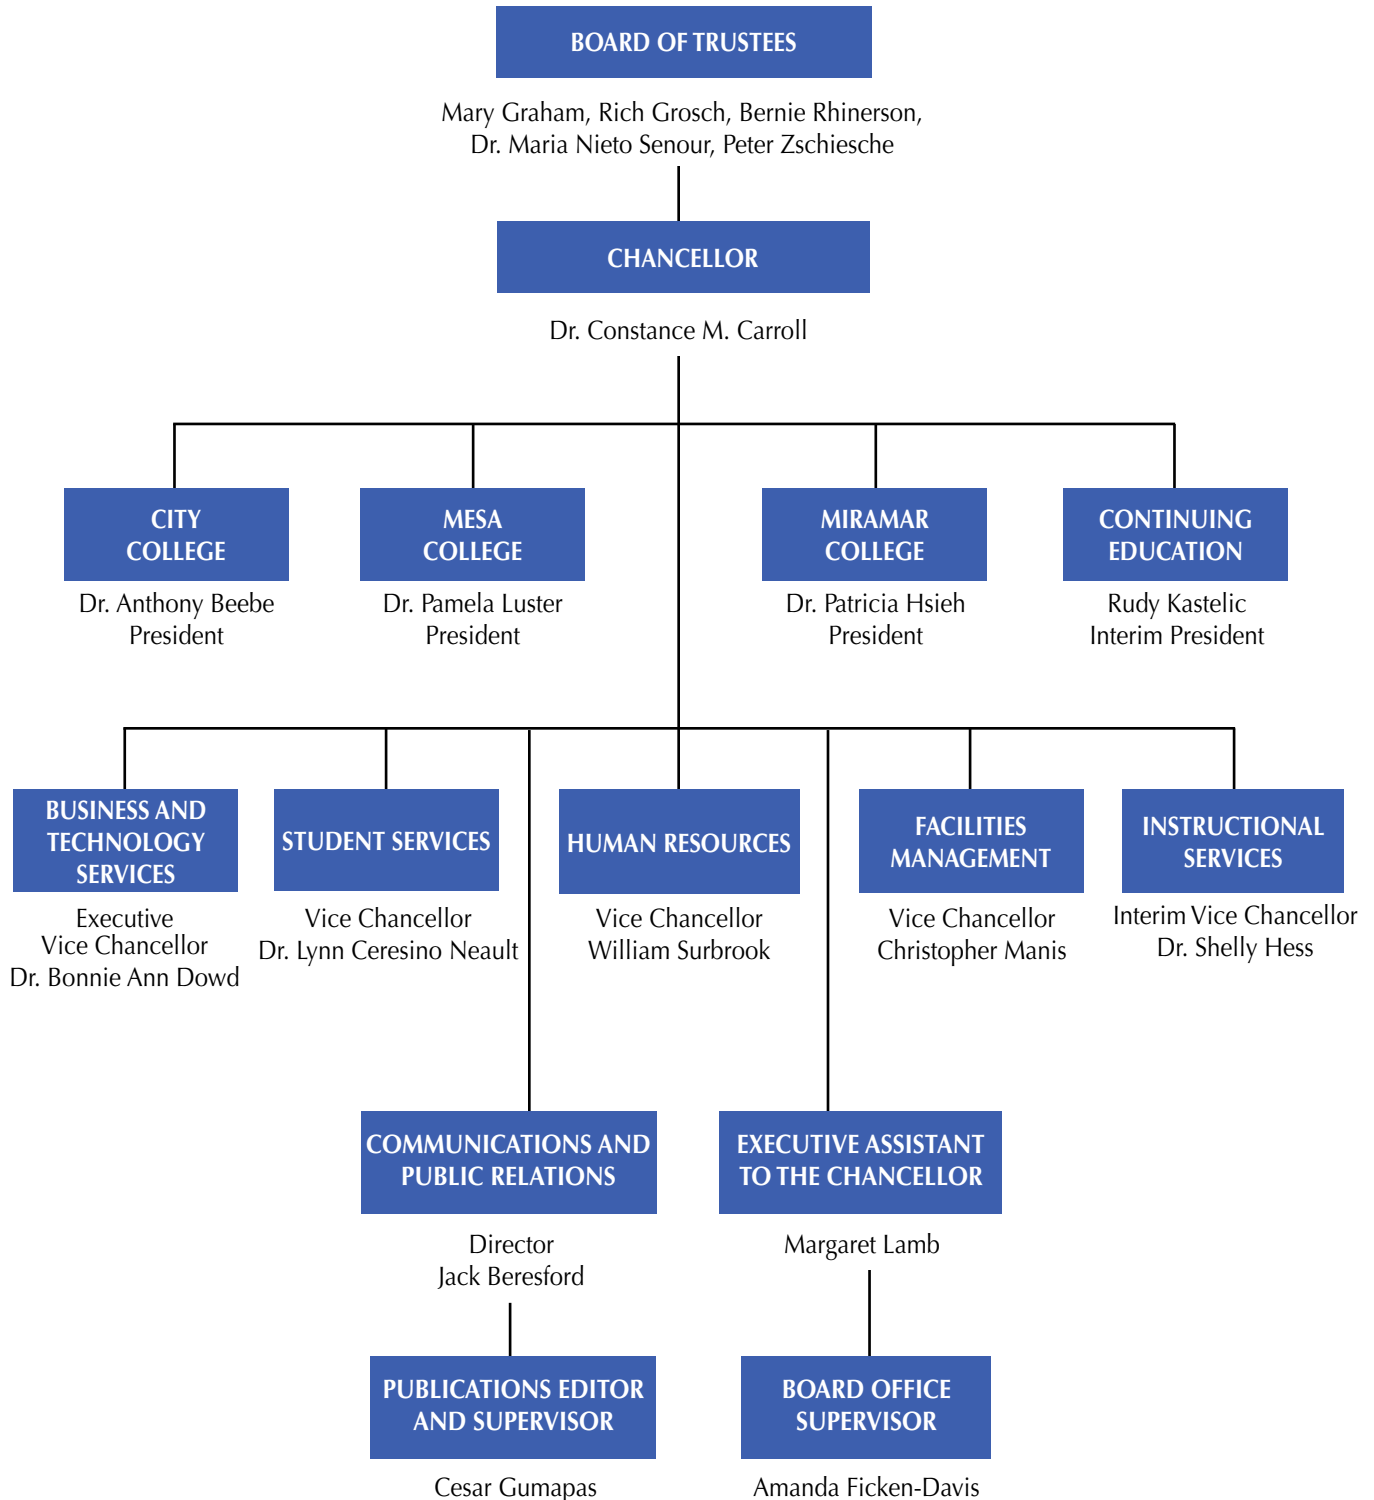 BOARD OF TRUSTEES
Mary Graham, Rich Grosch, Bernie Rhinerson,
Dr. Maria Nieto Senour, Peter Zschiesche
CHANCELLOR
Dr. Constance M. Carroll
CITY
COLLEGE
Dr. Anthony Beebe
President
MESA
COLLEGE
Dr. Pamela Luster
President
MIRAMAR
COLLEGE
Dr. Patricia Hsieh
President
CONTINUING
EDUCATION
Rudy Kastelic
Interim President
BUSINESS AND
TECHNOLOGY
SERVICES
Executive
Vice Chancellor
Dr. Bonnie Ann Dowd
STUDENT SERVICES
Vice Chancellor
Dr. Lynn Ceresino Neault
HUMAN RESOURCES
Vice Chancellor
William Surbrook
FACILITIES
MANAGEMENT
Vice Chancellor
Christopher Manis
INSTRUCTIONAL
SERVICES
Interim Vice Chancellor
Dr. Shelly Hess
COMMUNICATIONS AND
PUBLIC RELATIONS
Director
Jack Beresford
EXECUTIVE ASSISTANT
TO THE CHANCELLOR
Margaret Lamb
PUBLICATIONS EDITOR
AND SUPERVISOR
Cesar Gumapas
BOARD OFFICE
SUPERVISOR
Amanda Ficken-Davis